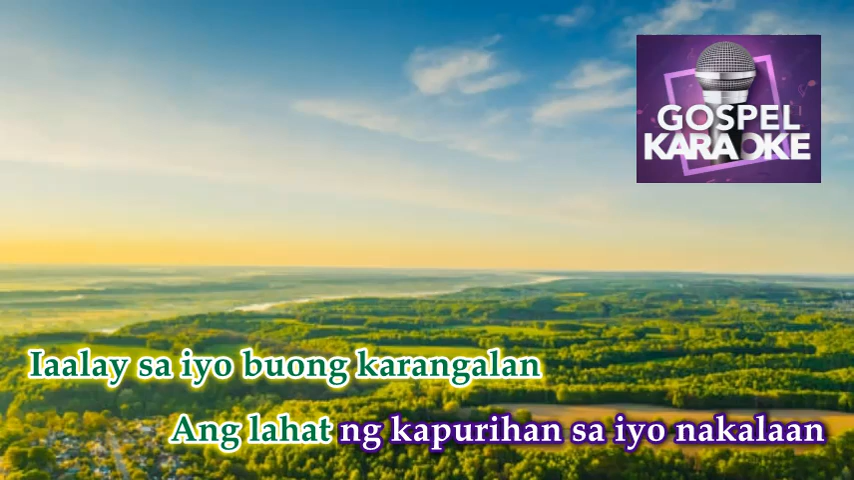 GOSPEL
KARAOKE
Iaalay sa iyo buong karangalan
Ang lahat ng kapurihan sa iyo nakalaan